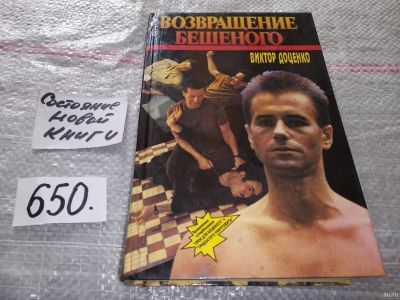 ВОЗВРАЩЕНИЕ
БЕШЕНОГО
ВИКТОР ДОЦЕНКО
Состояние
новой
книги
650.